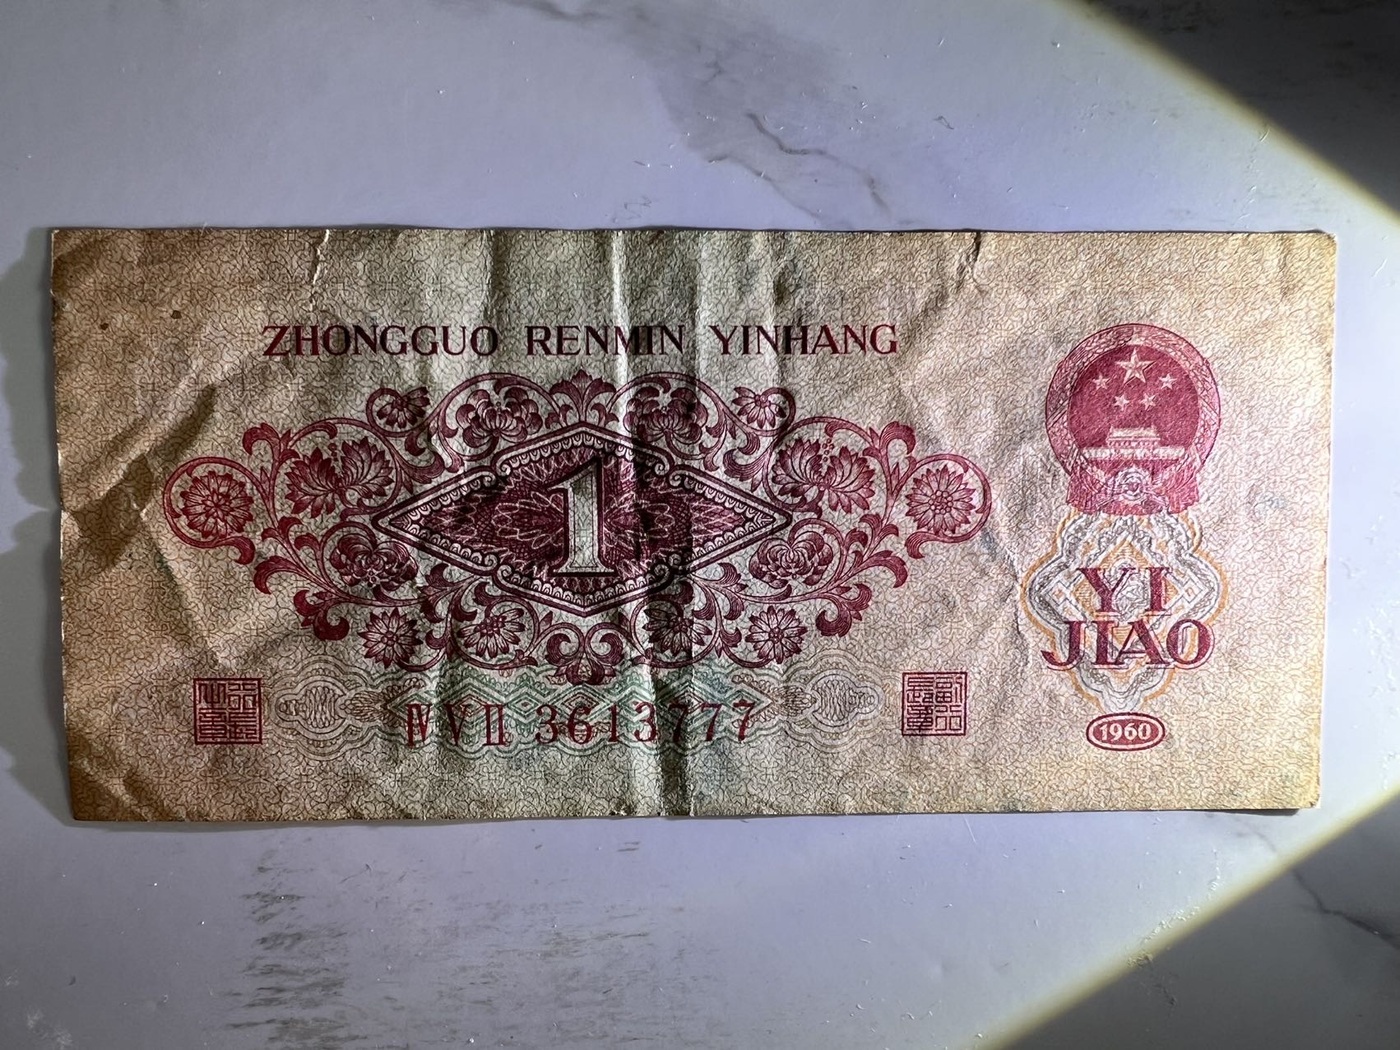 ZHONGGUO RENMIN YINHANG
1
YI
JIAO
Ⅳ Ⅴ Ⅱ 3613777
1960